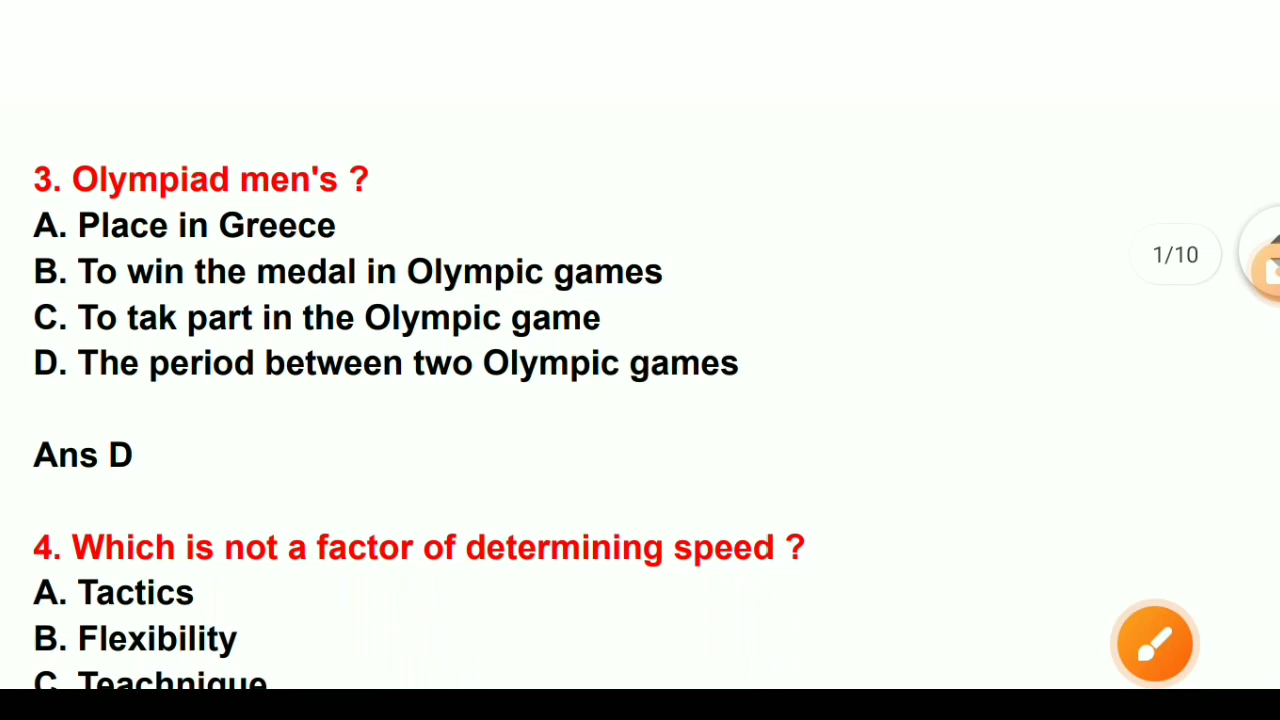 3. Olympiad men's ?
A. Place in Greece
B. To win the medal in Olympic games
C. To tak part in the Olympic game
D. The period between two Olympic games
1/10
Ans D
4. Which is not a factor of determining speed ?
A. Tactics
B. Flexibility
C. Teachnique